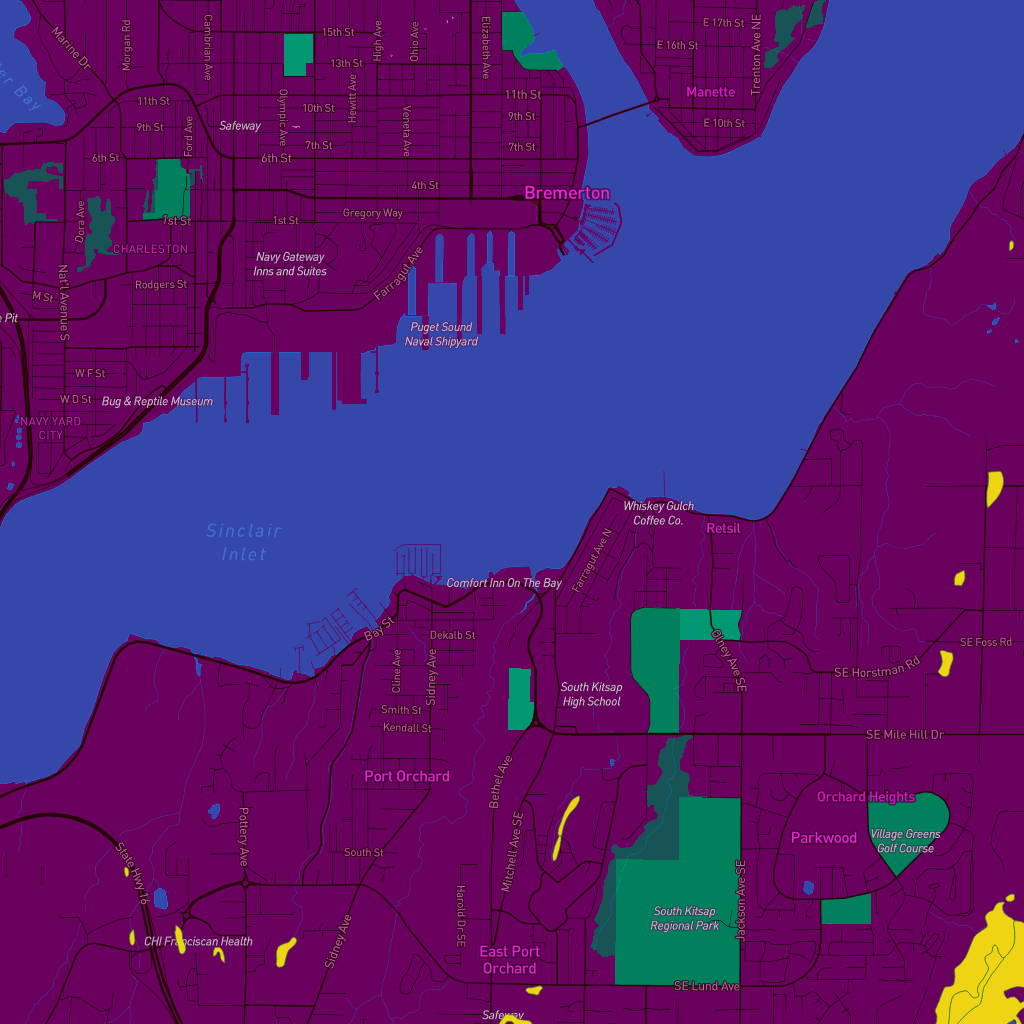 E 17th St
15th St
E 16th St
Trenton Ave NE
Marine Dr
Morgan Rd
Cambrian Ave
High Ave
Ohio Ave
Elizabeth Ave
13th St
Bay
Manette
11th St
10th St
Olympic Ave
Hewitt Ave
Veneta Ave
11th St
9th St
E 10th St
9th St
Ford Ave
Safeway
7th St
7th St
6th St
6th St
4th St
Bremerton
Dora Ave
1st St
1st St
Gregory Way
CHARLESTON
Navy Gateway
Inns and Suites
Farragut Ave
Nat'l Avenue S
M St
Rodgers St
Pit
Puget Sound
Naval Shipyard
W F St
W D St
Bug & Reptile Museum
NAVY YARD
CITY
Sinclair
Inlet
Whiskey Gulch
Coffee Co.
Retsil
Farragut Ave N
Comfort Inn On The Bay
Bay St
Dekalb St
Cline Ave
Sidney Ave
Olney Ave SE
SE Foss Rd
SE Horstman Rd
South Kitsap
High School
Smith St
Kendall St
SE Mile Hill Dr
Port Orchard
Bethel Ave
Orchard Heights
Parkwood
Village Greens
Golf Course
Pottery Ave
State Hwy 16
South St
Mitchell Ave SE
Harold Dr SE
Jackson Ave SE
South Kitsap
Regional Park
Sidney Ave
CHI Franciscan Health
East Port
Orchard
SE Lund Ave
Safeway